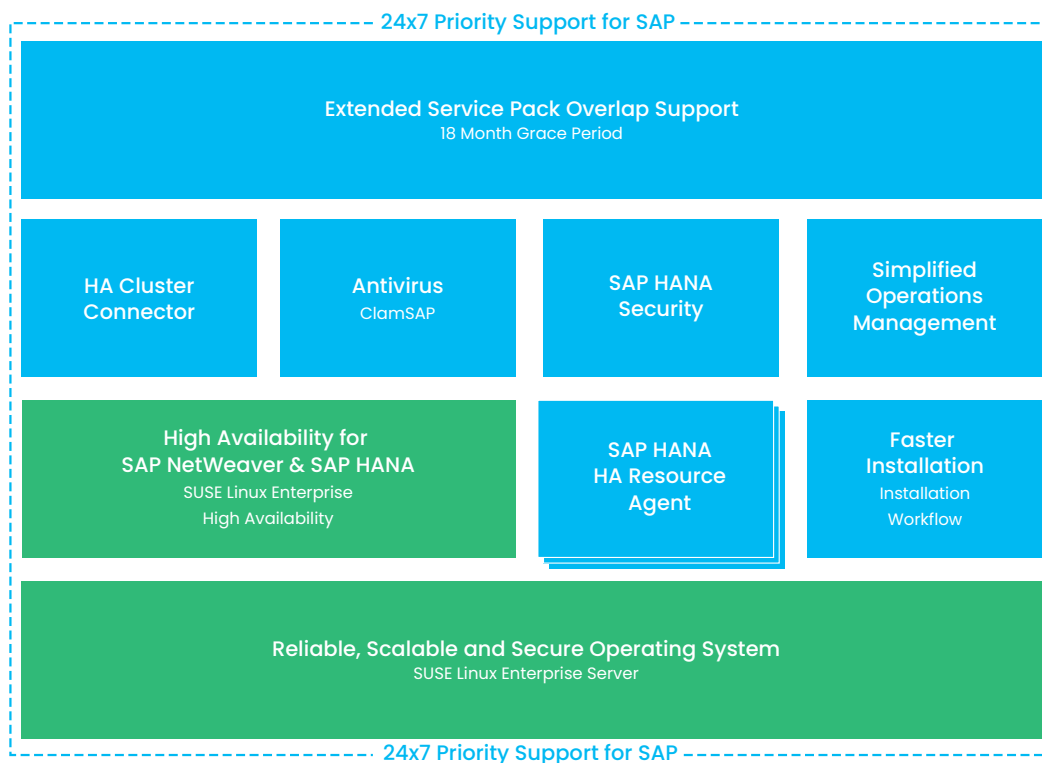 24x7 Priority Support for SAP
Extended Service Pack Overlap Support
18 Month Grace Period
HA Cluster
Connector
Antivirus
ClamSAP
SAP HANA
Security
Simplified
Operations
Management
High Availability for
SAP NetWeaver & SAP HANA
SUSE Linux Enterprise
High Availability
SAP HANA
HA Resource
Agent
Faster
Installation
Installation
Workflow
Reliable, Scalable and Secure Operating System
SUSE Linux Enterprise Server
24x7 Priority Support for SAP